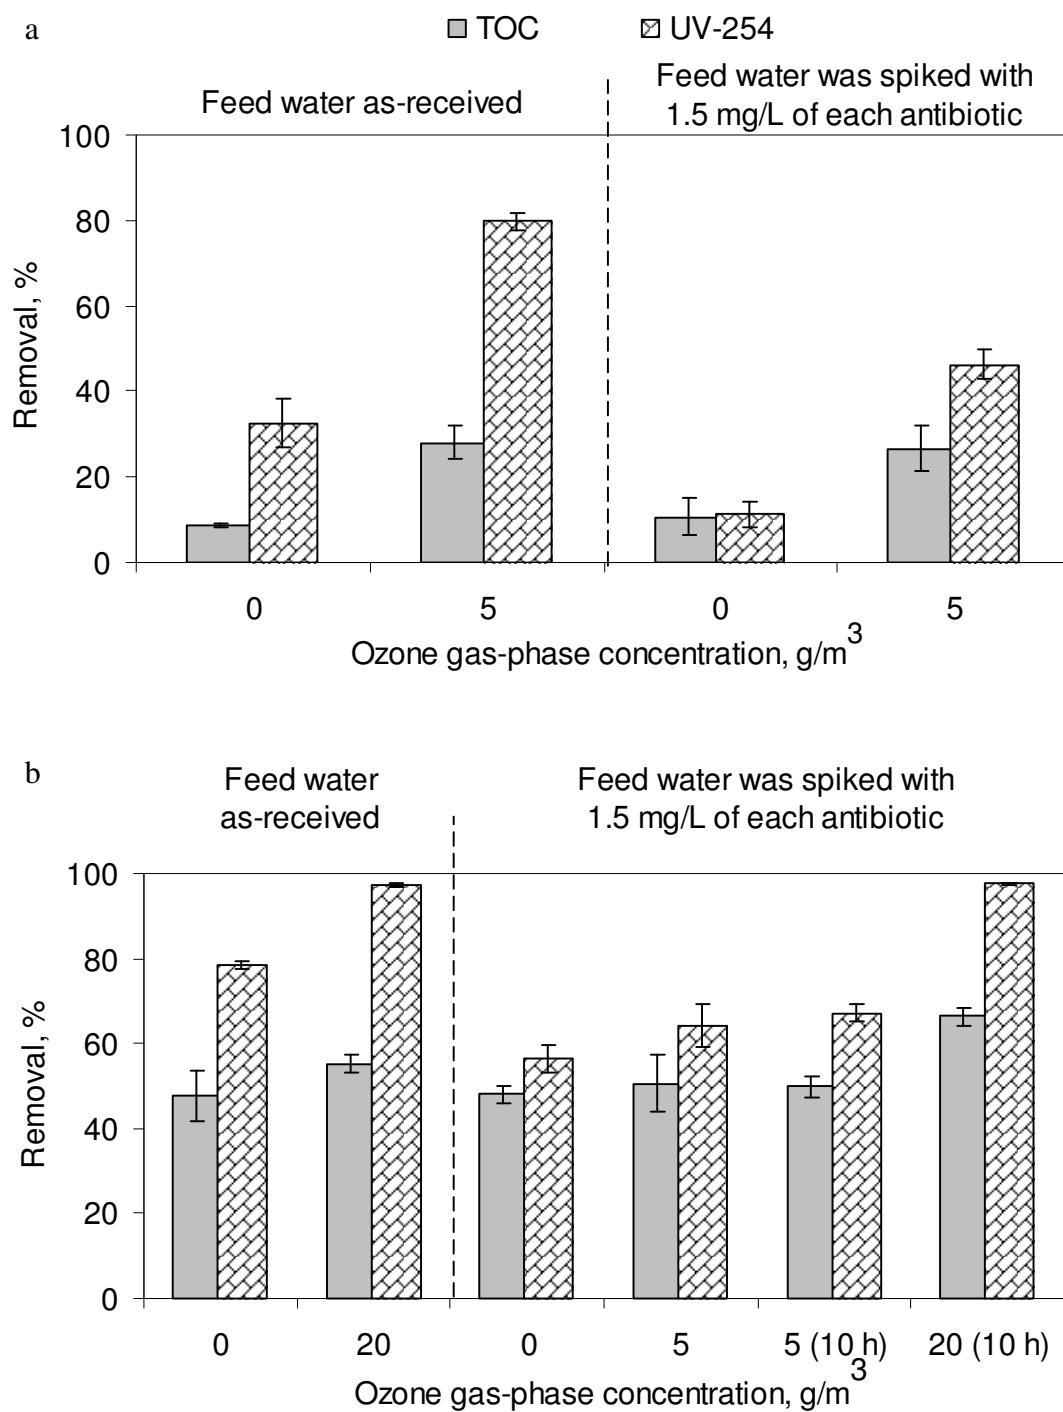 a
TOC UV-254
Feed water as-received
Feed water was spiked with
1.5 mg/L of each antibiotic
100
80
60
40
20
0
Removal, %
0 5 0 5
Ozone gas-phase concentration, g/m³
b
Feed water
as-received
Feed water was spiked with
1.5 mg/L of each antibiotic
100
80
60
40
20
0
Removal, %
0 20 0 5 5 (10 h) 20 (10 h)
Ozone gas-phase concentration, g/m³